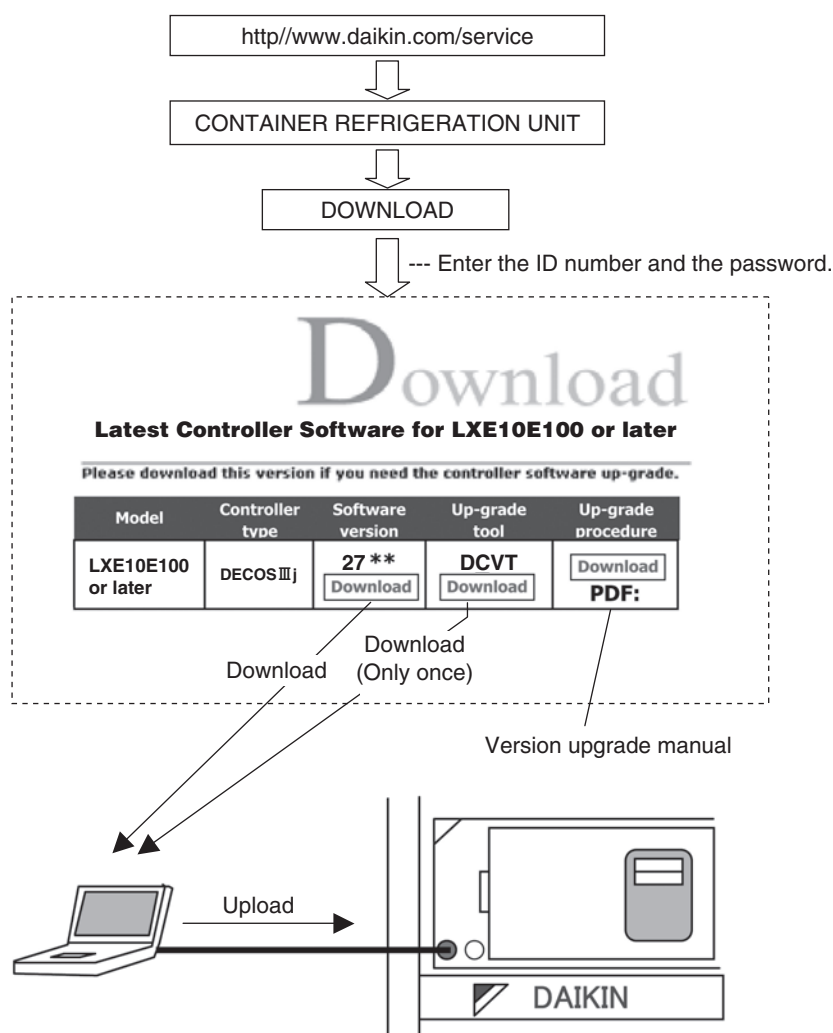 http//www.daikin.com/service
CONTAINER REFRIGERATION UNIT
DOWNLOAD
--- Enter the ID number and the password.
Download
Latest Controller Software for LXE10E100 or later
Please download this version if you need the controller software up-grade.
Model
Controller type
Software version
Up-grade tool
Up-grade procedure
LXE10E100 or later
DECOSⅢj
27**
Download
DCVT
Download
Download
PDF:
Download
Download
(Only once)
Version upgrade manual
Upload
DAIKIN